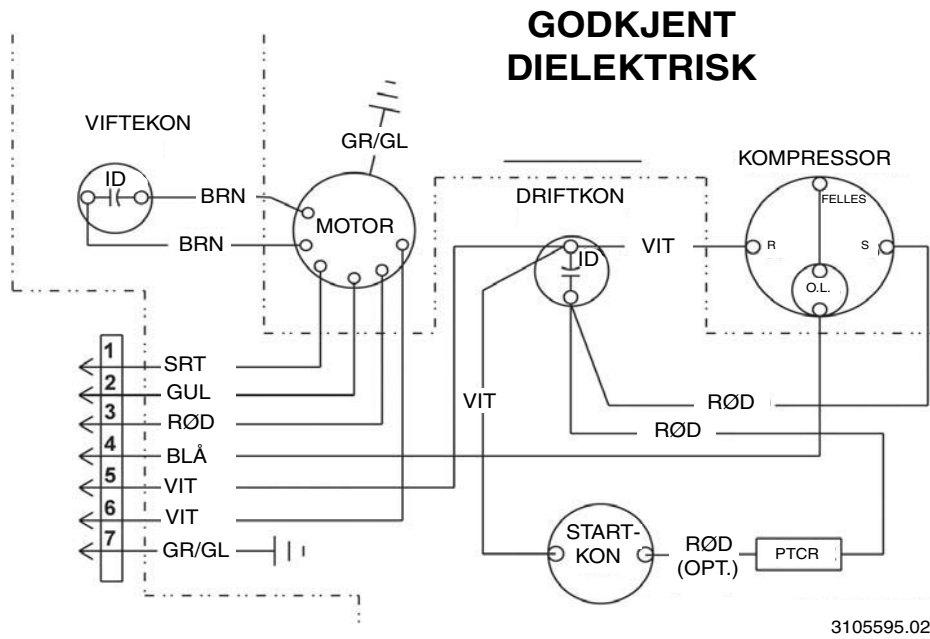 GODKJENT
DIELEKTRISK
VIFTEKON
GR/GL
KOMPRESSOR
ID
BRN
DRIFTKON
FELLES
MOTOR
BRN
VIT
R
S
ID
O.L.
1
SRT
2
GUL
3
RØD
VIT
RØD
RØD
4
BLÅ
5
VIT
6
VIT
7
GR/GL
START-
KON
RØD
(OPT.)
PTCR
3105595.02